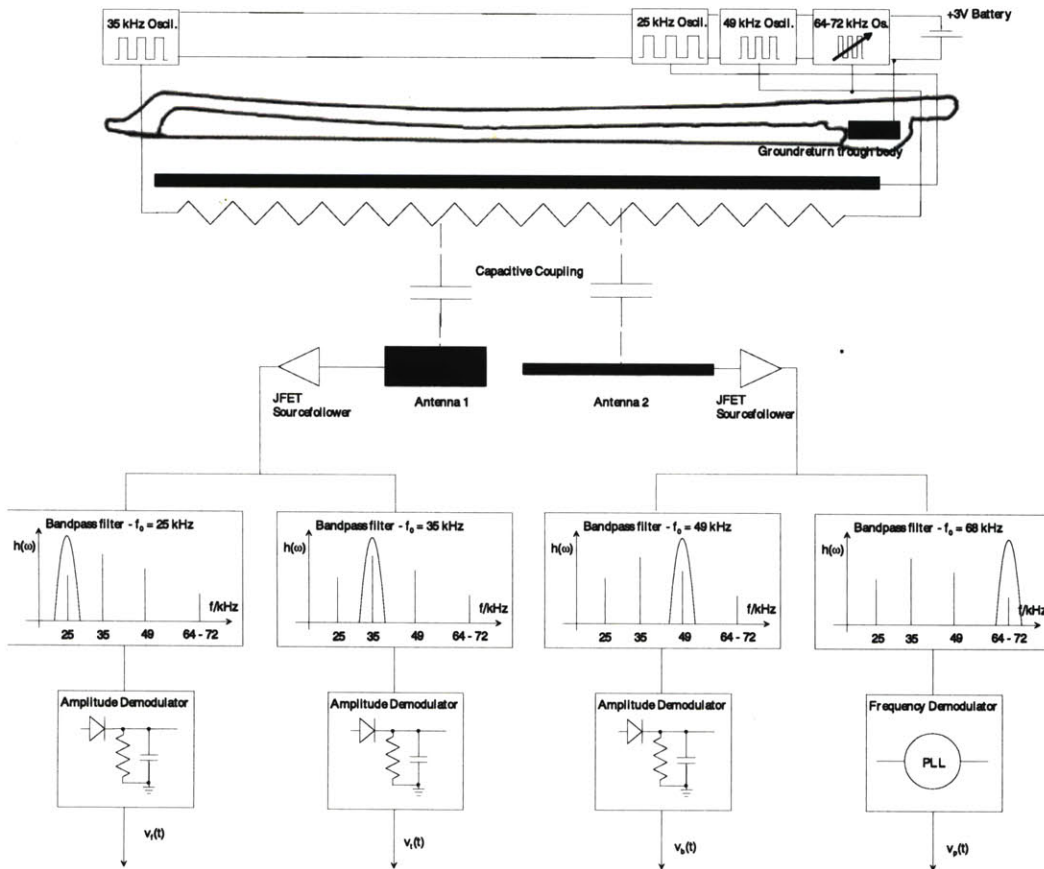 35 kHz Oscil.
25 kHz Oscil.
49 kHz Oscil.
64-72 kHz Os.
+3V Battery
Groundreturn trough body
Capacitive Coupling
JFET
Sourcefollower
Antenna 1
Antenna 2
JFET
Sourcefollower
Bandpass filter - f₀ = 25 kHz
h(ω)
f/kHz
25 35 49 64 - 72
Bandpass filter - f₀ = 35 kHz
h(ω)
f/kHz
25 35 49 64 - 72
Bandpass filter - f₀ = 49 kHz
h(ω)
f/kHz
25 35 49 64 - 72
Bandpass filter - f₀ = 68 kHz
h(ω)
f/kHz
25 35 49 64 - 72
Amplitude Demodulator
Amplitude Demodulator
Amplitude Demodulator
Frequency Demodulator
PLL
v_f(t)
v_t(t)
v_b(t)
v_p(t)